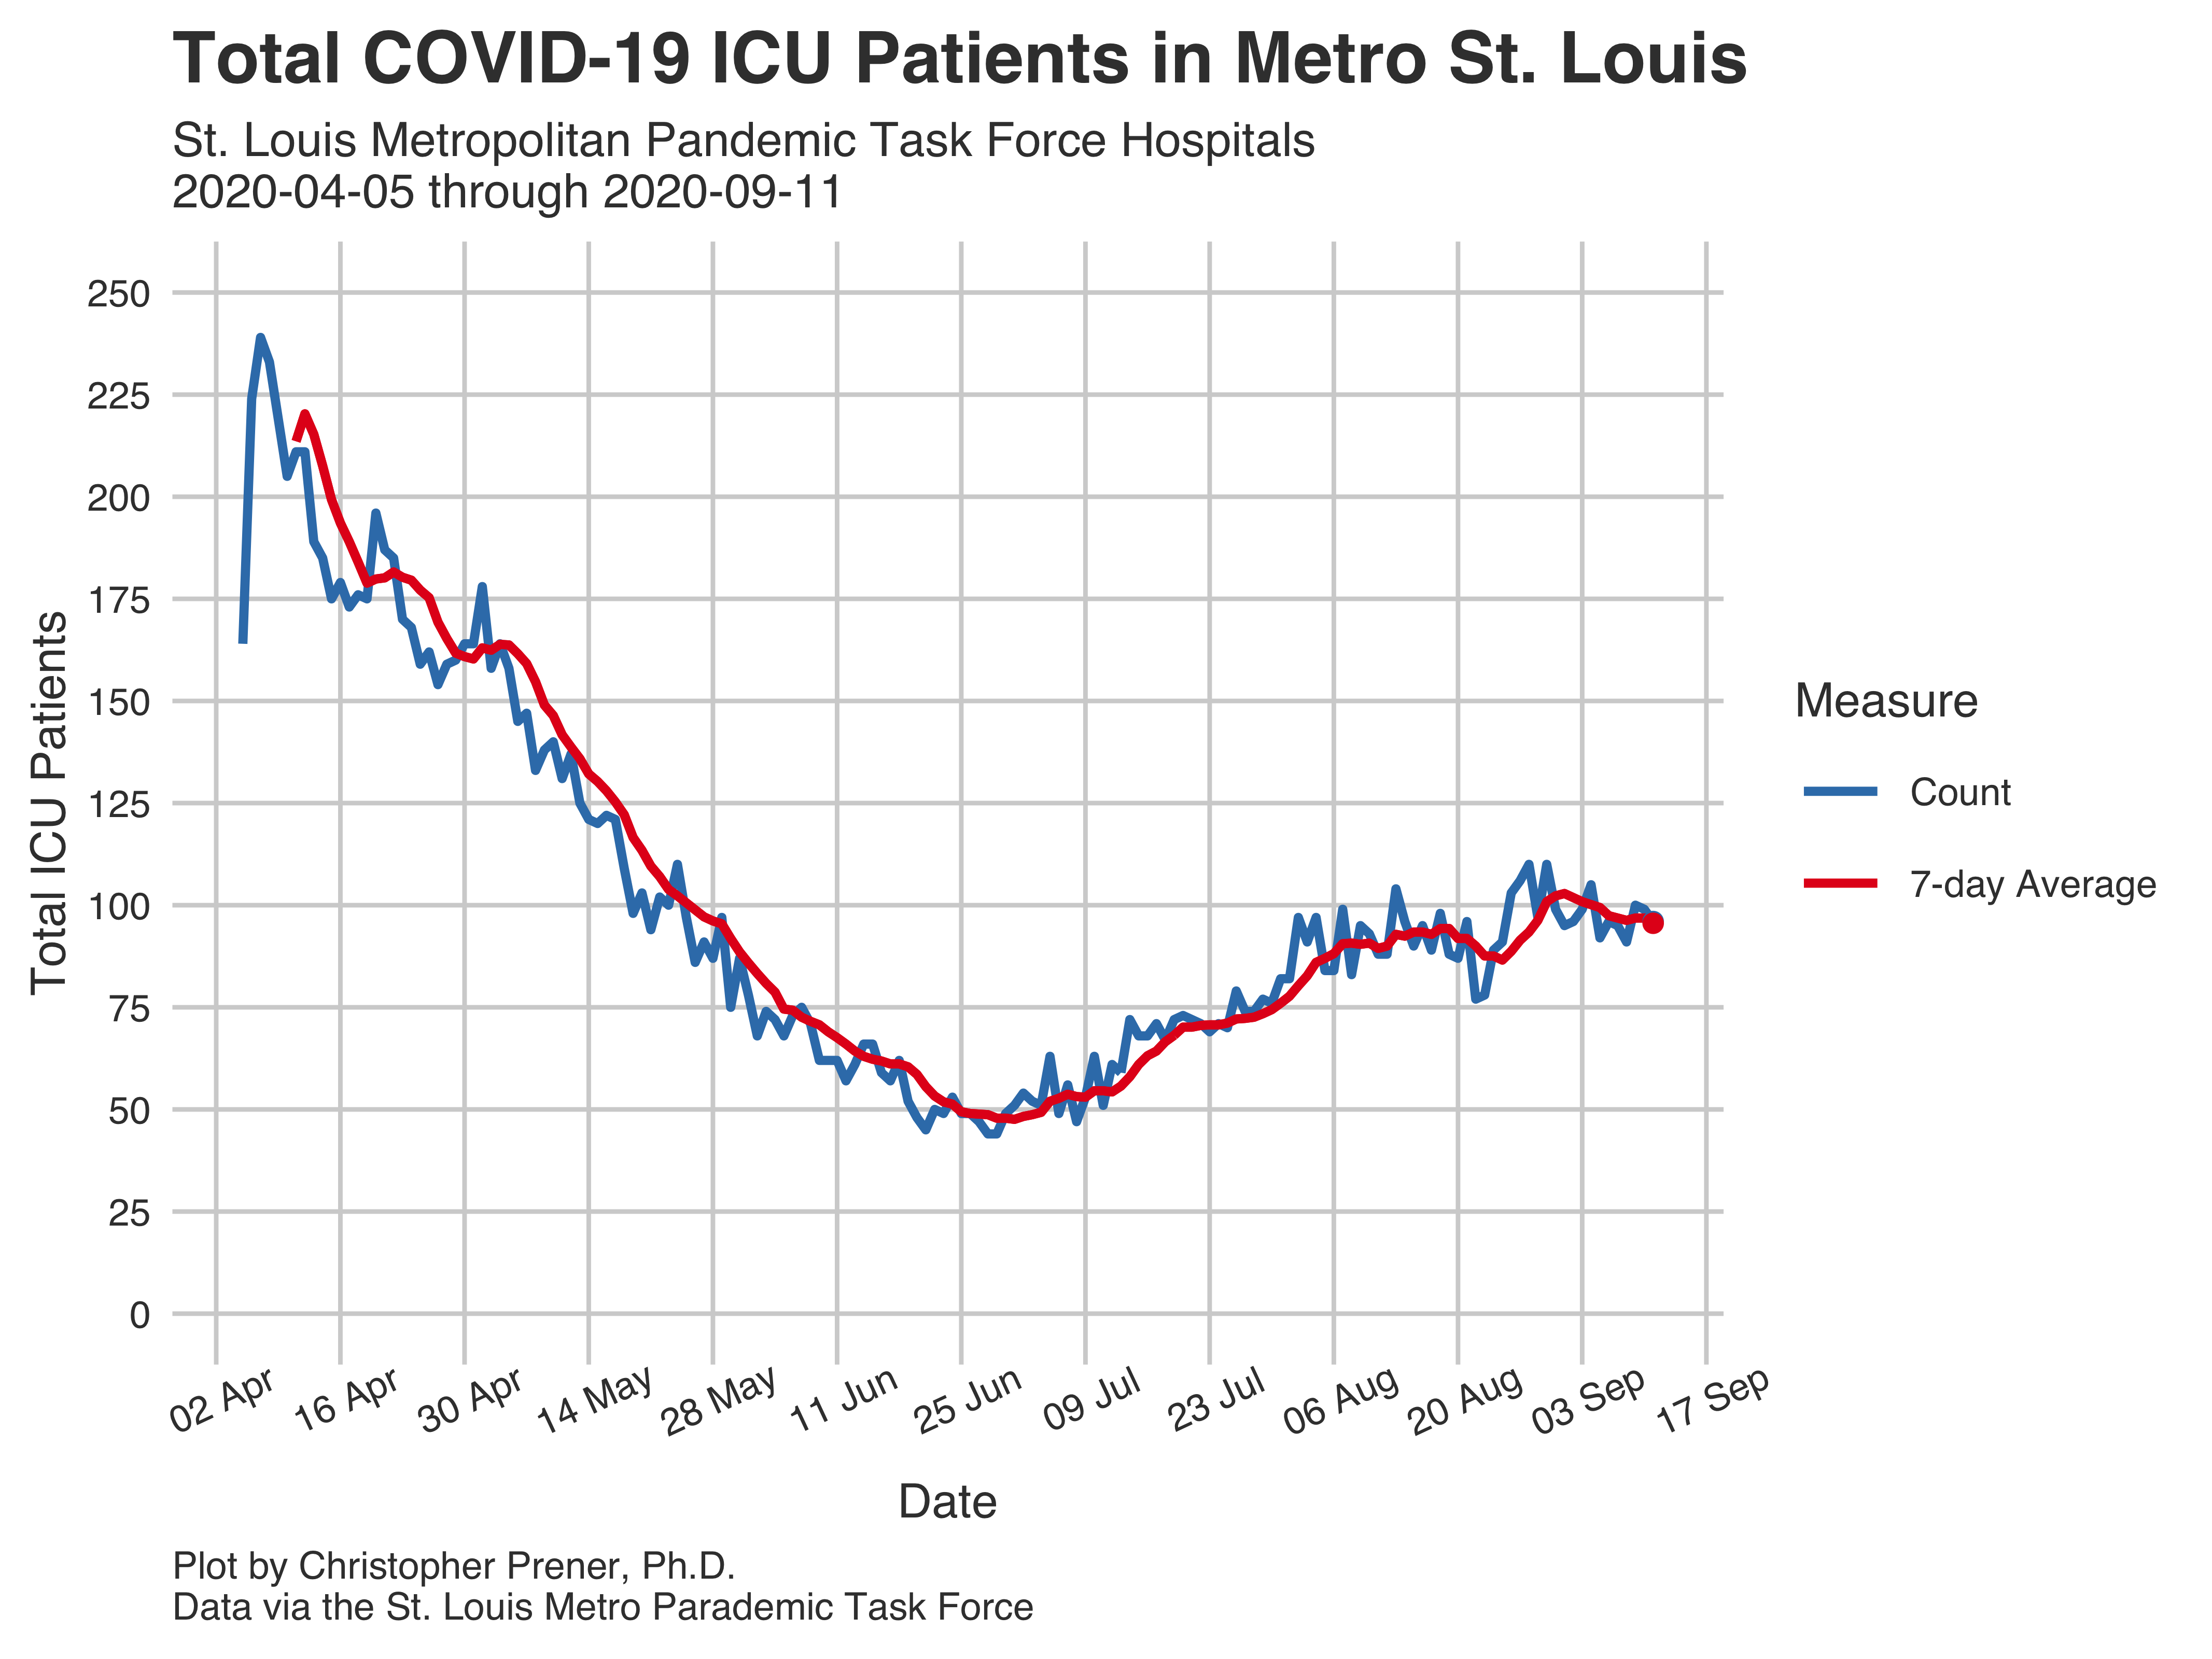 Total COVID-19 ICU Patients in Metro St. Louis
St. Louis Metropolitan Pandemic Task Force Hospitals
2020-04-05 through 2020-09-11
Total ICU Patients
250
225
200
175
150
125
100
75
50
25
0
02 Apr
16 Apr
30 Apr
14 May
28 May
11 Jun
25 Jun
09 Jul
23 Jul
06 Aug
20 Aug
03 Sep
17 Sep
Date
Measure
Count
7-day Average
Plot by Christopher Prener, Ph.D.
Data via the St. Louis Metro Parademic Task Force